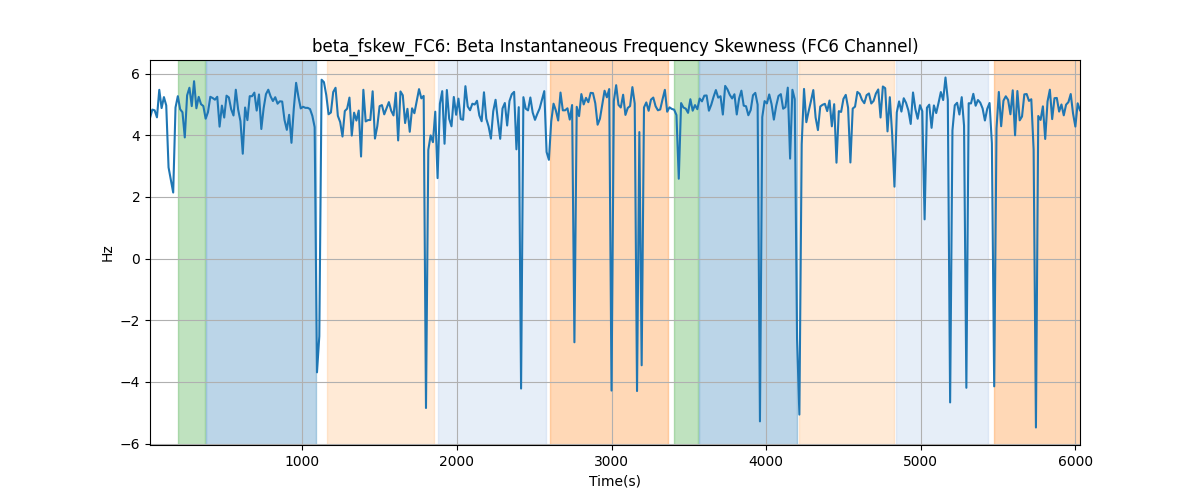 beta_fskew_FC6: Beta Instantaneous Frequency Skewness (FC6 Channel)
6
4
2
0
−2
−4
−6
Hz
1000 2000 3000 4000 5000 6000
Time(s)